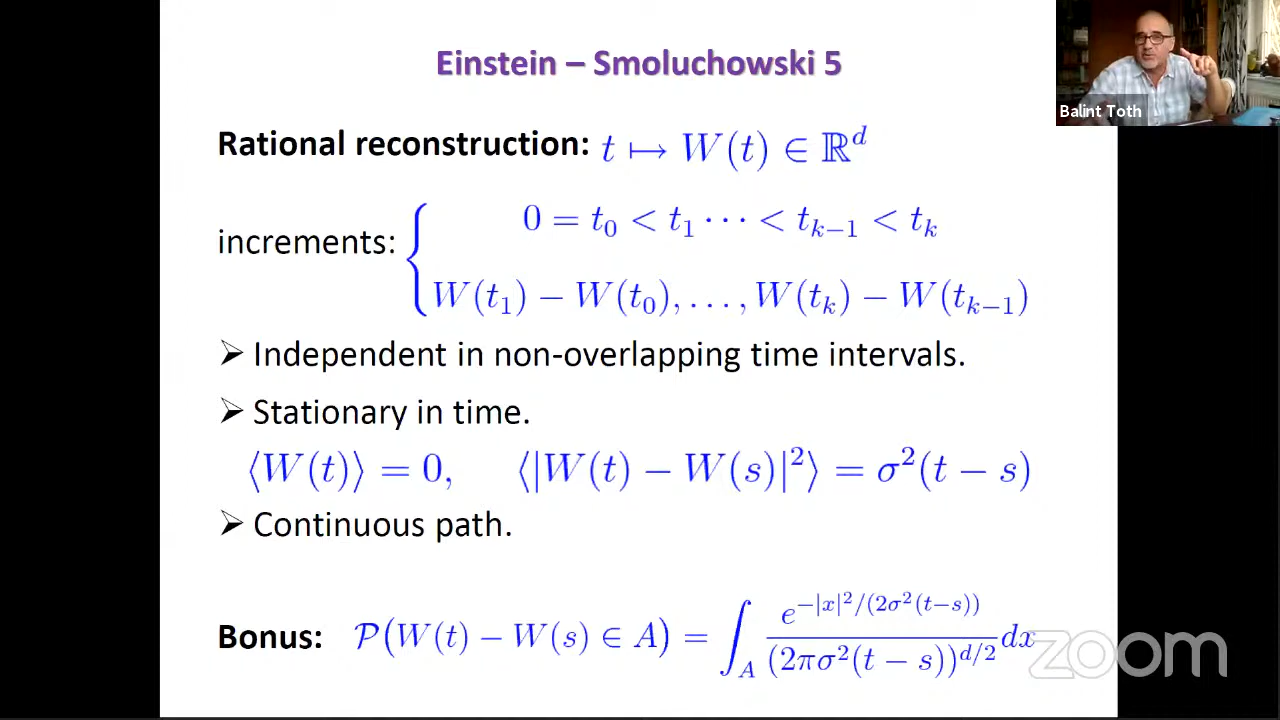 Einstein – Smoluchowski 5
Balint Toth
Rational reconstruction: t ↦ W(t) ∈ ℝ^d
0 = t_0 < t_1 ··· < t_{k−1} < t_k
increments: {
W(t_1) − W(t_0), . . . , W(t_k) − W(t_{k−1})
➢ Independent in non-overlapping time intervals.
➢ Stationary in time.
⟨W(t)⟩ = 0, ⟨|W(t) − W(s)|²⟩ = σ²(t − s)
➢ Continuous path.
Bonus: 𝒫(W(t) − W(s) ∈ A) = ∫_A e^{−|x|²/(2σ²(t−s))} / (2πσ²(t − s))^{d/2} dx
zoom